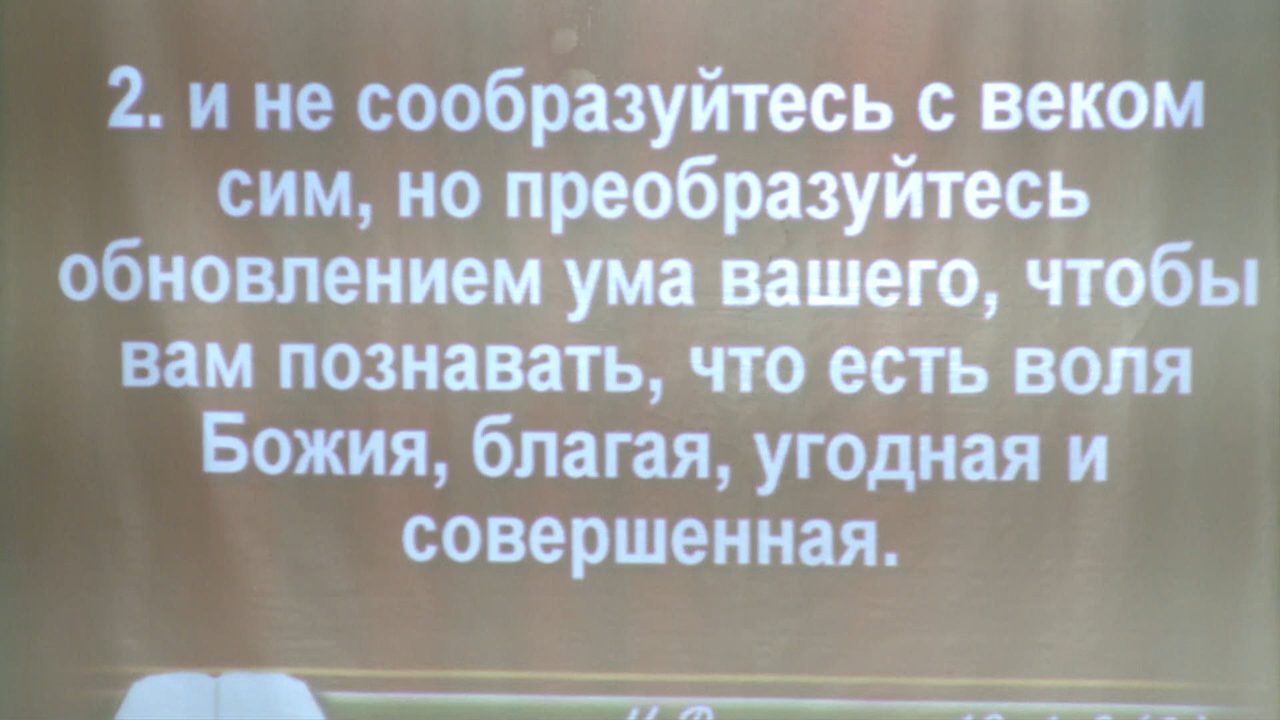 2. и не сообразуйтесь с веком
сим, но преобразуйтесь
обновлением ума вашего, чтобы
вам познавать, что есть воля
Божия, благая, угодная и
совершенная.